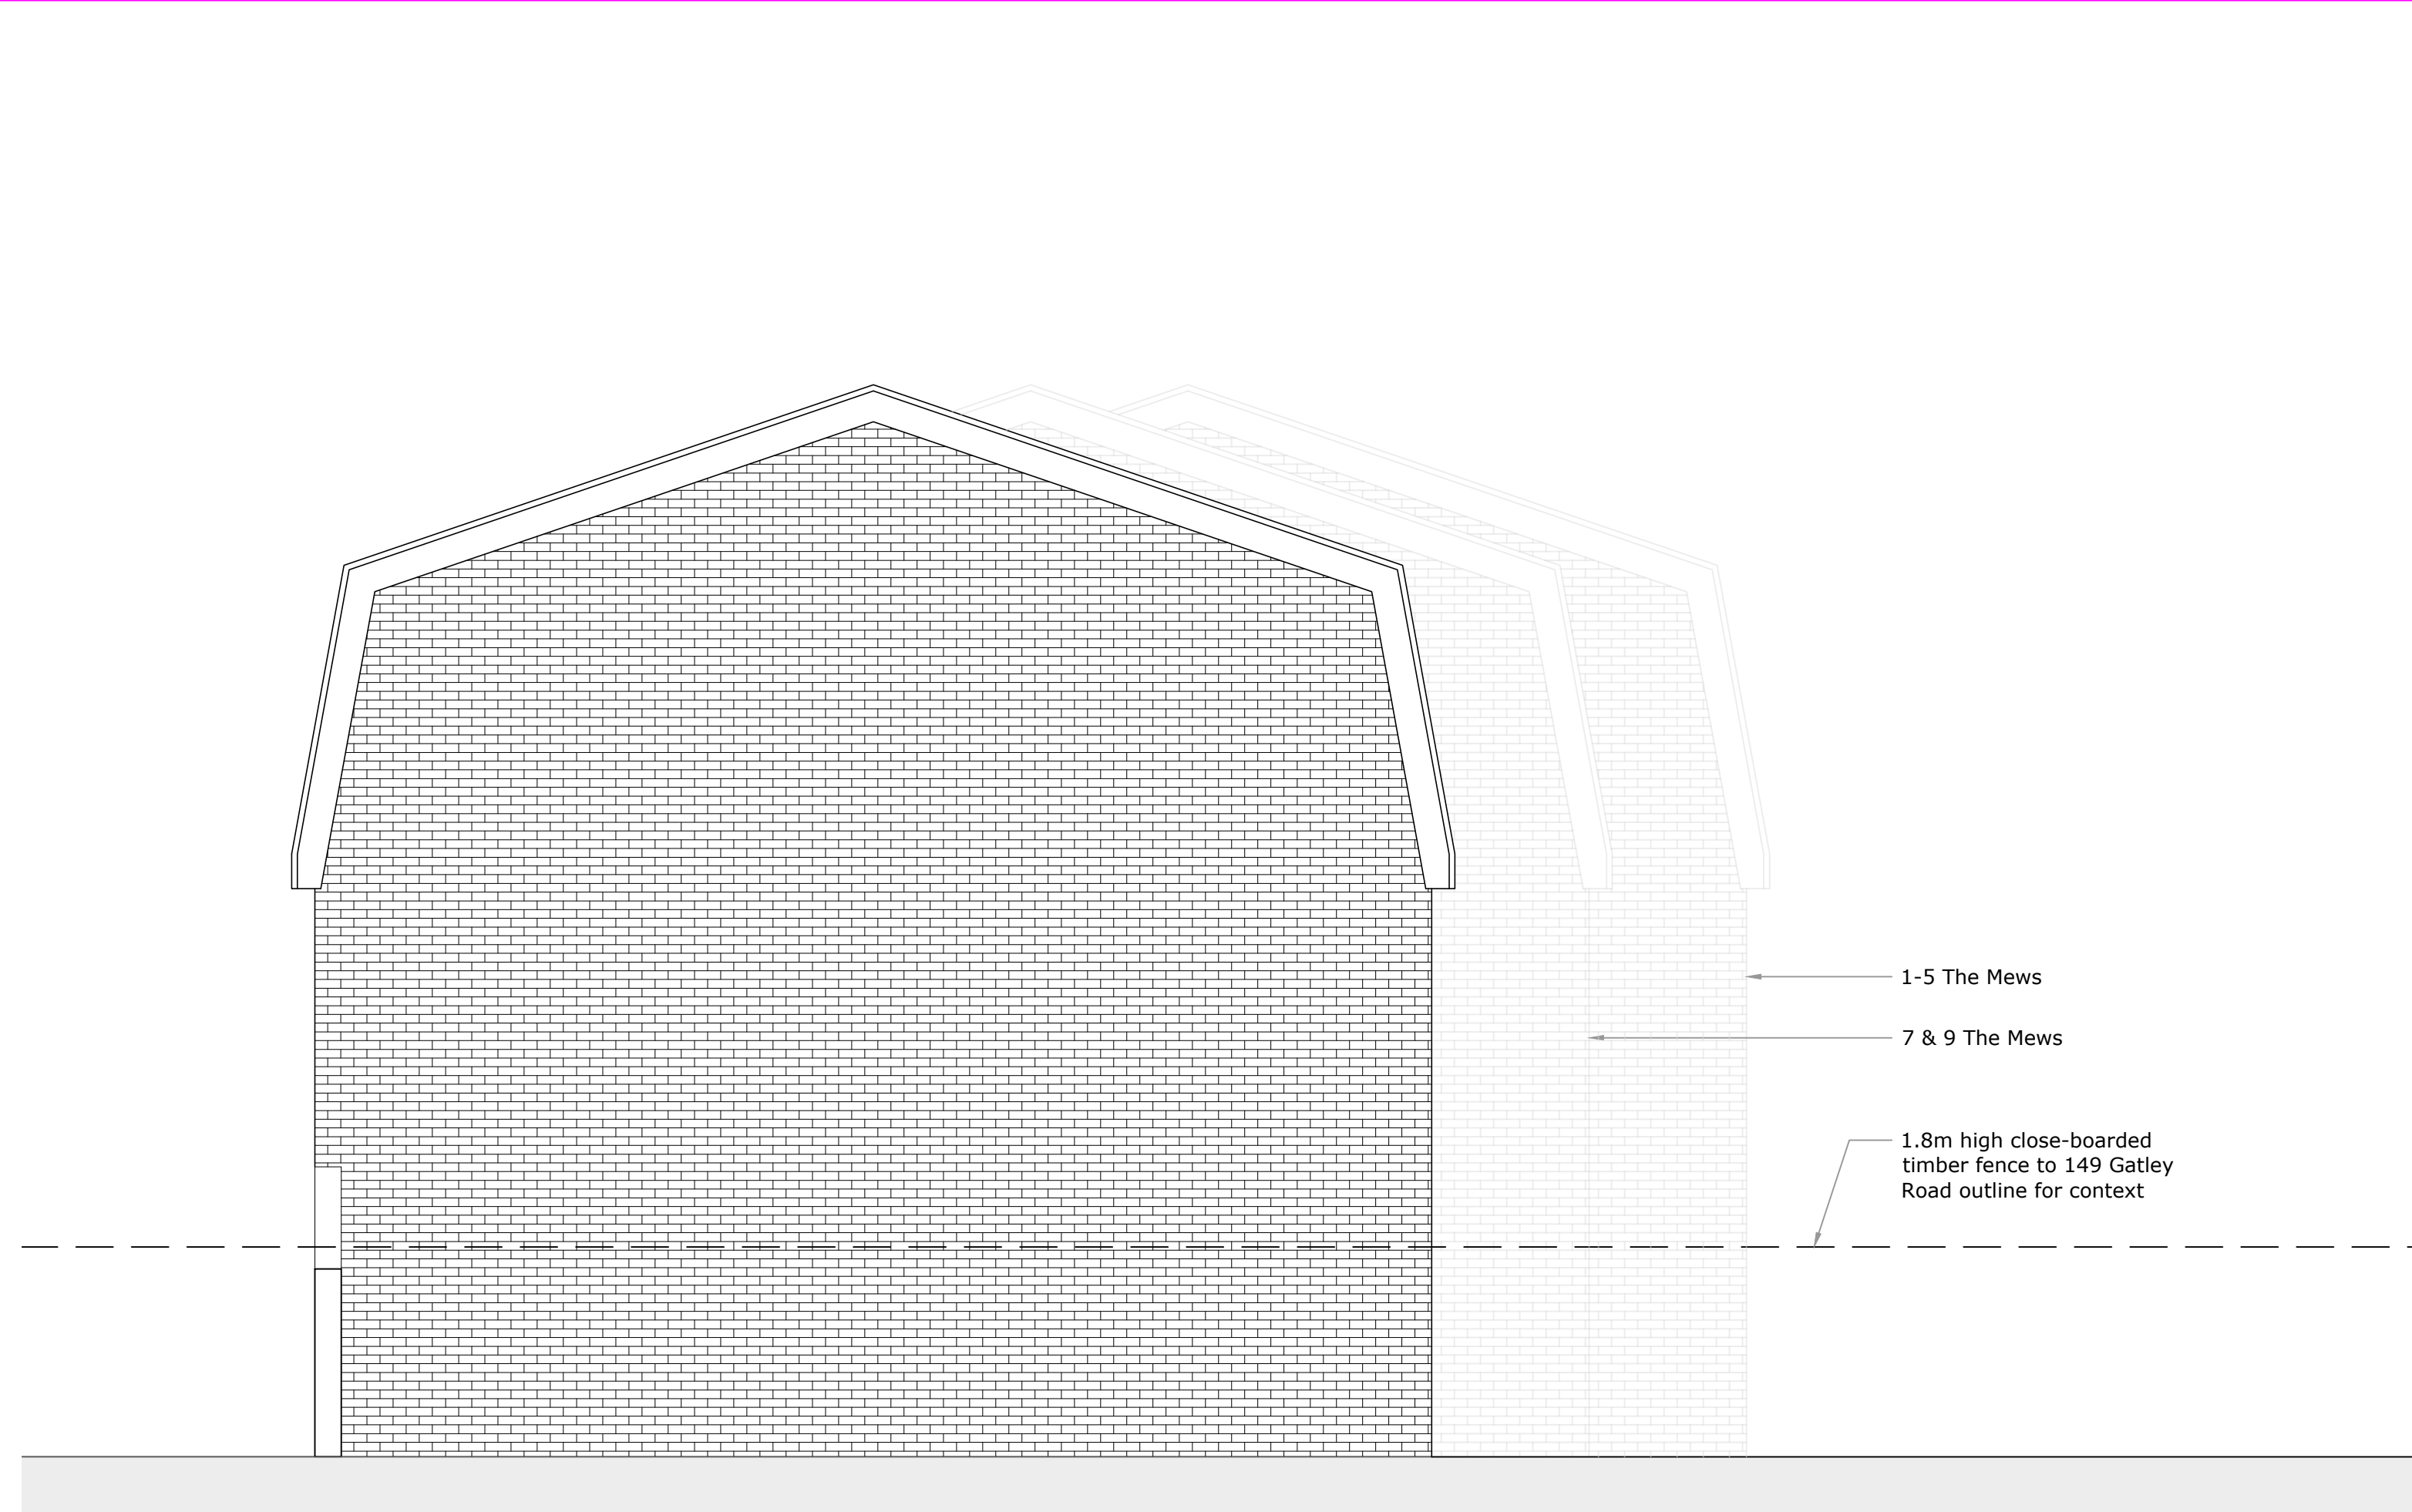 1-5 The Mews
7 & 9 The Mews
1.8m high close-boarded
timber fence to 149 Gatley
Road outline for context